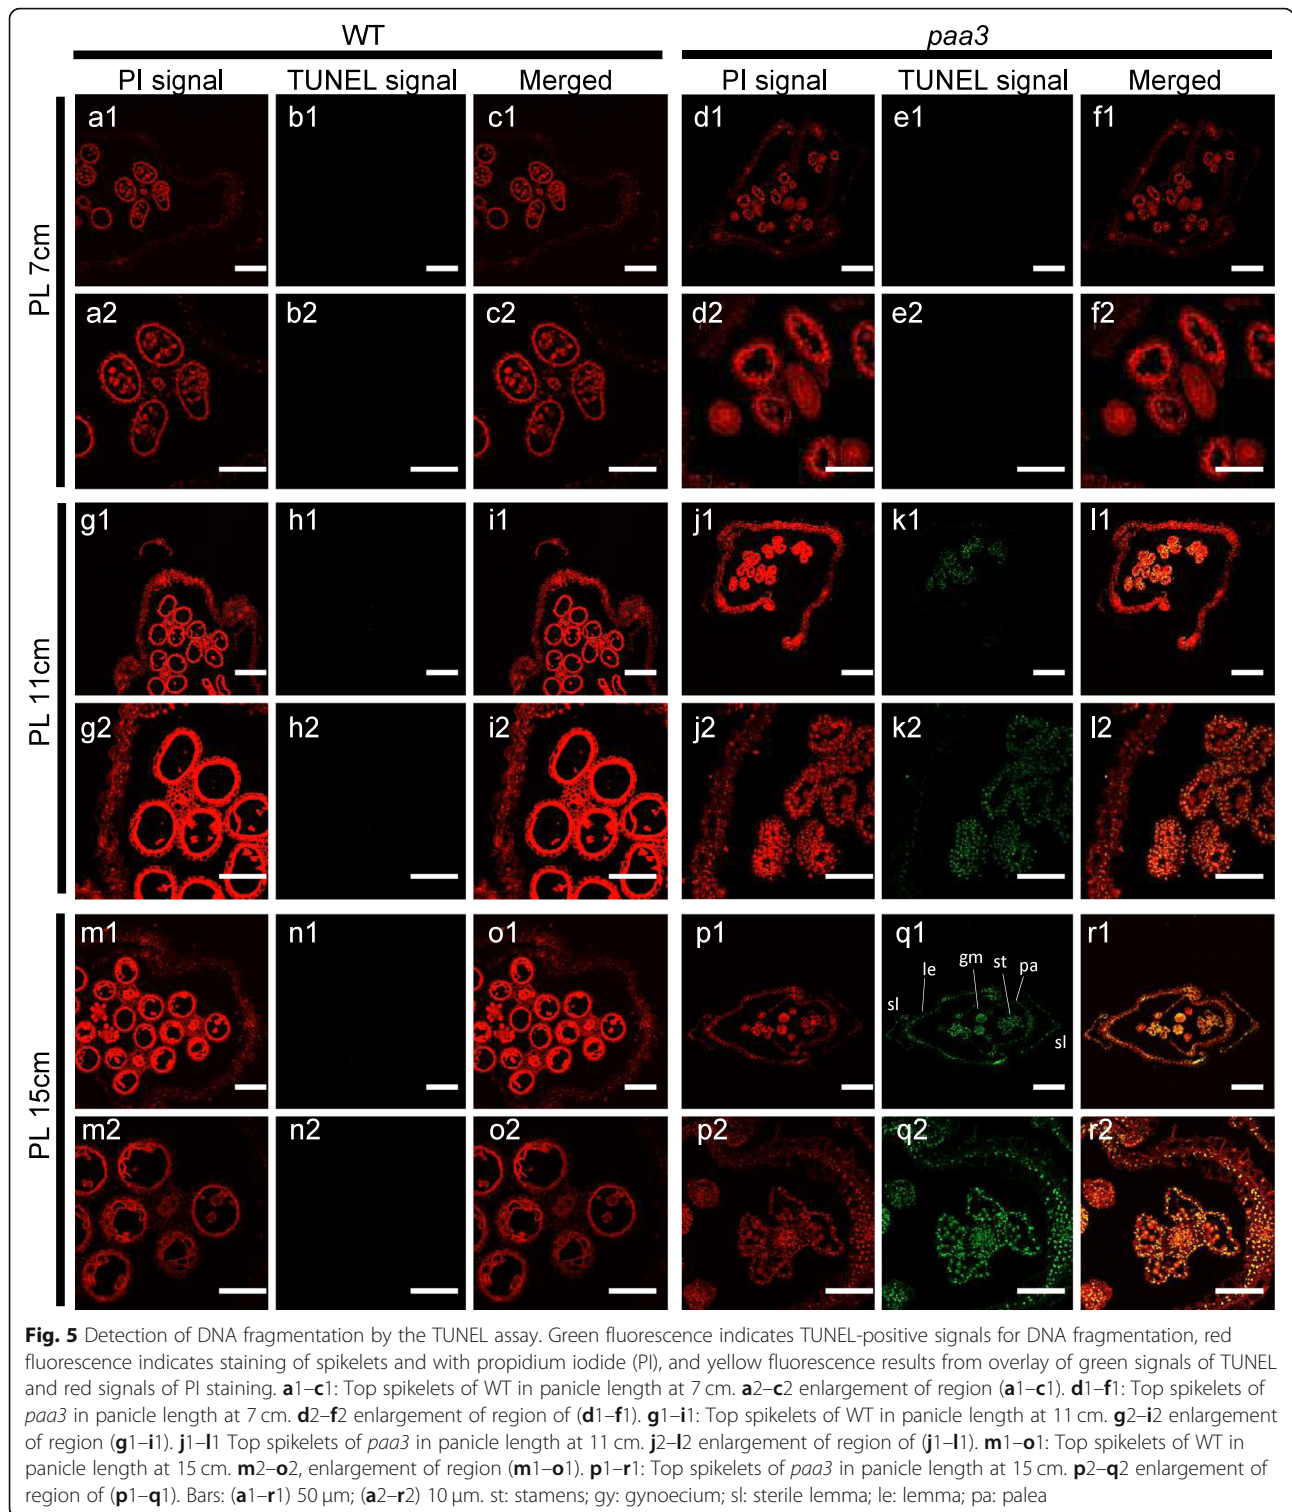 WT
paa3
PI signal
TUNEL signal
Merged
PI signal
TUNEL signal
Merged
PL 7cm
a1
b1
c1
d1
e1
f1
a2
b2
c2
d2
e2
f2
PL 11cm
g1
h1
i1
j1
k1
l1
g2
h2
i2
j2
k2
l2
PL 15cm
m1
n1
o1
p1
q1
r1
sl
le
gm
st
pa
sl
m2
n2
o2
p2
q2
r2
Fig. 5 Detection of DNA fragmentation by the TUNEL assay. Green fluorescence indicates TUNEL-positive signals for DNA fragmentation, red
fluorescence indicates staining of spikelets and with propidium iodide (PI), and yellow fluorescence results from overlay of green signals of TUNEL
and red signals of PI staining. a1–c1: Top spikelets of WT in panicle length at 7 cm. a2–c2 enlargement of region (a1–c1). d1–f1: Top spikelets of
paa3 in panicle length at 7 cm. d2–f2 enlargement of region of (d1–f1). g1–i1: Top spikelets of WT in panicle length at 11 cm. g2–i2 enlargement
of region (g1–i1). j1–l1 Top spikelets of paa3 in panicle length at 11 cm. j2–l2 enlargement of region of (j1–l1). m1–o1: Top spikelets of WT in
panicle length at 15 cm. m2–o2, enlargement of region (m1–o1). p1–r1: Top spikelets of paa3 in panicle length at 15 cm. p2–q2 enlargement of
region of (p1–q1). Bars: (a1–r1) 50 μm; (a2–r2) 10 μm. st: stamens; gy: gynoecium; sl: sterile lemma; le: lemma; pa: palea